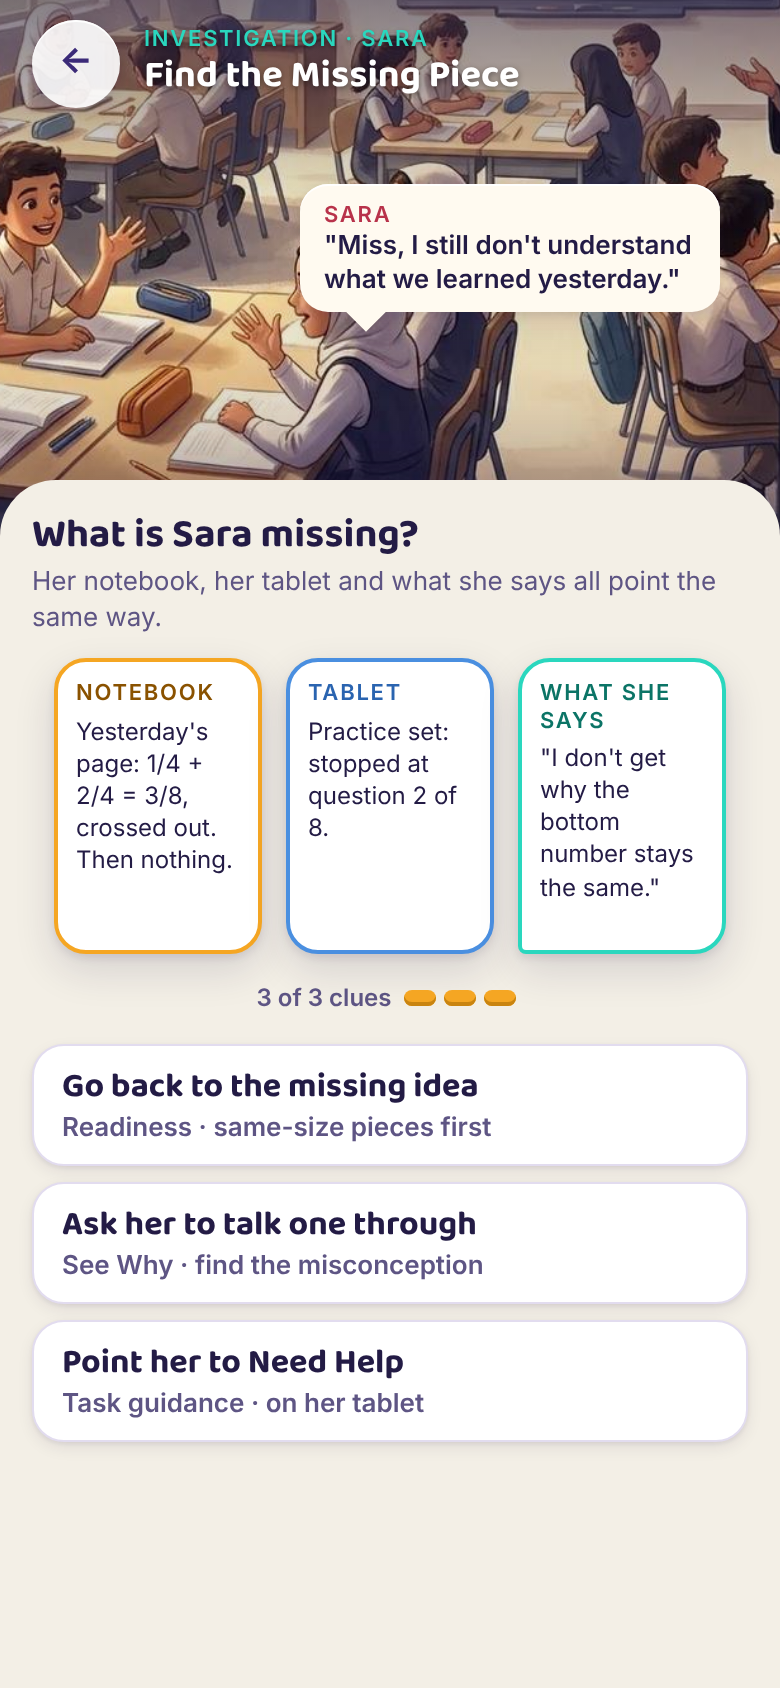 INVESTIGATION · SARA
Find the Missing Piece
SARA
"Miss, I still don't understand
what we learned yesterday."
What is Sara missing?
Her notebook, her tablet and what she says all point the
same way.
NOTEBOOK
Yesterday's
page: 1/4 +
2/4 = 3/8,
crossed out.
Then nothing.
TABLET
Practice set:
stopped at
question 2 of
8.
WHAT SHE
SAYS
"I don't get
why the
bottom
number stays
the same."
3 of 3 clues
Go back to the missing idea
Readiness · same-size pieces first
Ask her to talk one through
See Why · find the misconception
Point her to Need Help
Task guidance · on her tablet